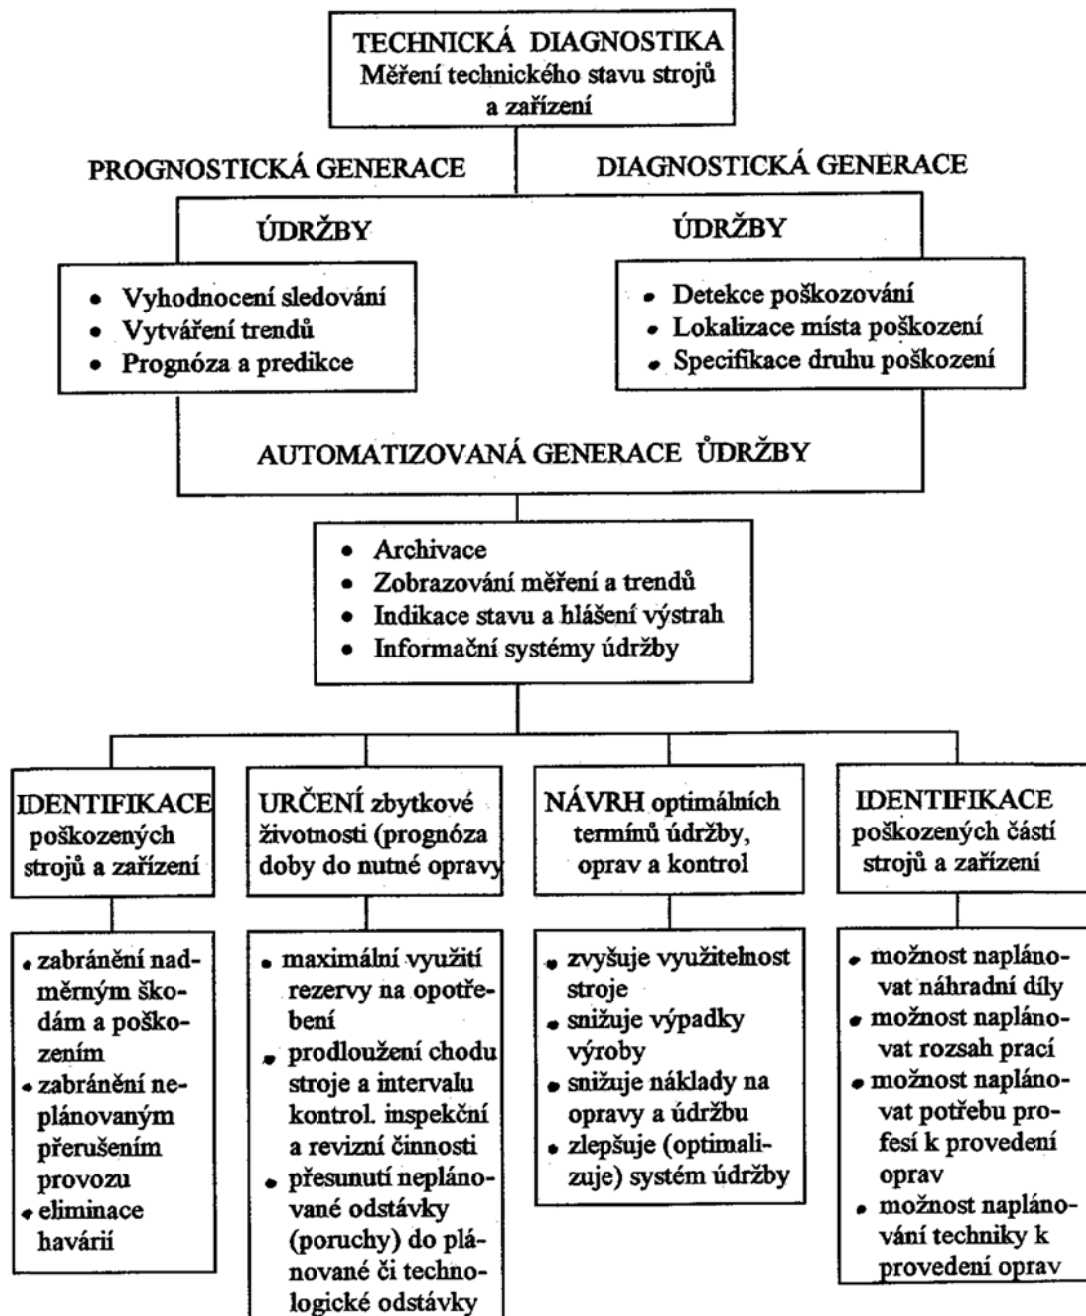 TECHNICKÁ DIAGNOSTIKA
Měření technického stavu strojů
a zařízení
PROGNOSTICKÁ GENERACE
DIAGNOSTICKÁ GENERACE
ÚDRŽBY
ÚDRŽBY
• Vyhodnocení sledování
• Vytváření trendů
• Prognóza a predikce
• Detekce poškozování
• Lokalizace místa poškození
• Specifikace druhu poškození
AUTOMATIZOVANÁ GENERACE ŮDRŽBY
• Archivace
• Zobrazování měření a trendů
• Indikace stavu a hlášení výstrah
• Informační systémy údržby
IDENTIFIKACE
poškozených
strojů a zařízení
URČENÍ zbytkové
životnosti (prognóza
doby do nutné opravy
NÁVRH optimálních
termínů údržby,
oprav a kontrol
IDENTIFIKACE
poškozených částí
strojů a zařízení
• zabránění nad-
měrným ško-
dám a poško-
zením
• zabránění ne-
plánovaným
přerušením
provozu
• eliminace
havárií
• maximální využití
rezervy na opotře-
bení
• prodloužení chodu
stroje a intervalu
kontrol. inspekční
a revizní činnosti
• přesunutí nepláno-
vané odstávky
(poruchy) do plá-
nované či techno-
logické odstávky
• zvyšuje využitelnost
stroje
• snižuje výpadky
výroby
• snižuje náklady na
opravy a údržbu
• zlepšuje (optimali-
zuje) systém údržby
• možnost napláno-
vat náhradní díly
• možnost napláno-
vat rozsah prací
• možnost napláno-
vat potřebu pro-
fesí k provedení
oprav
• možnost napláno-
vání techniky k
provedení oprav